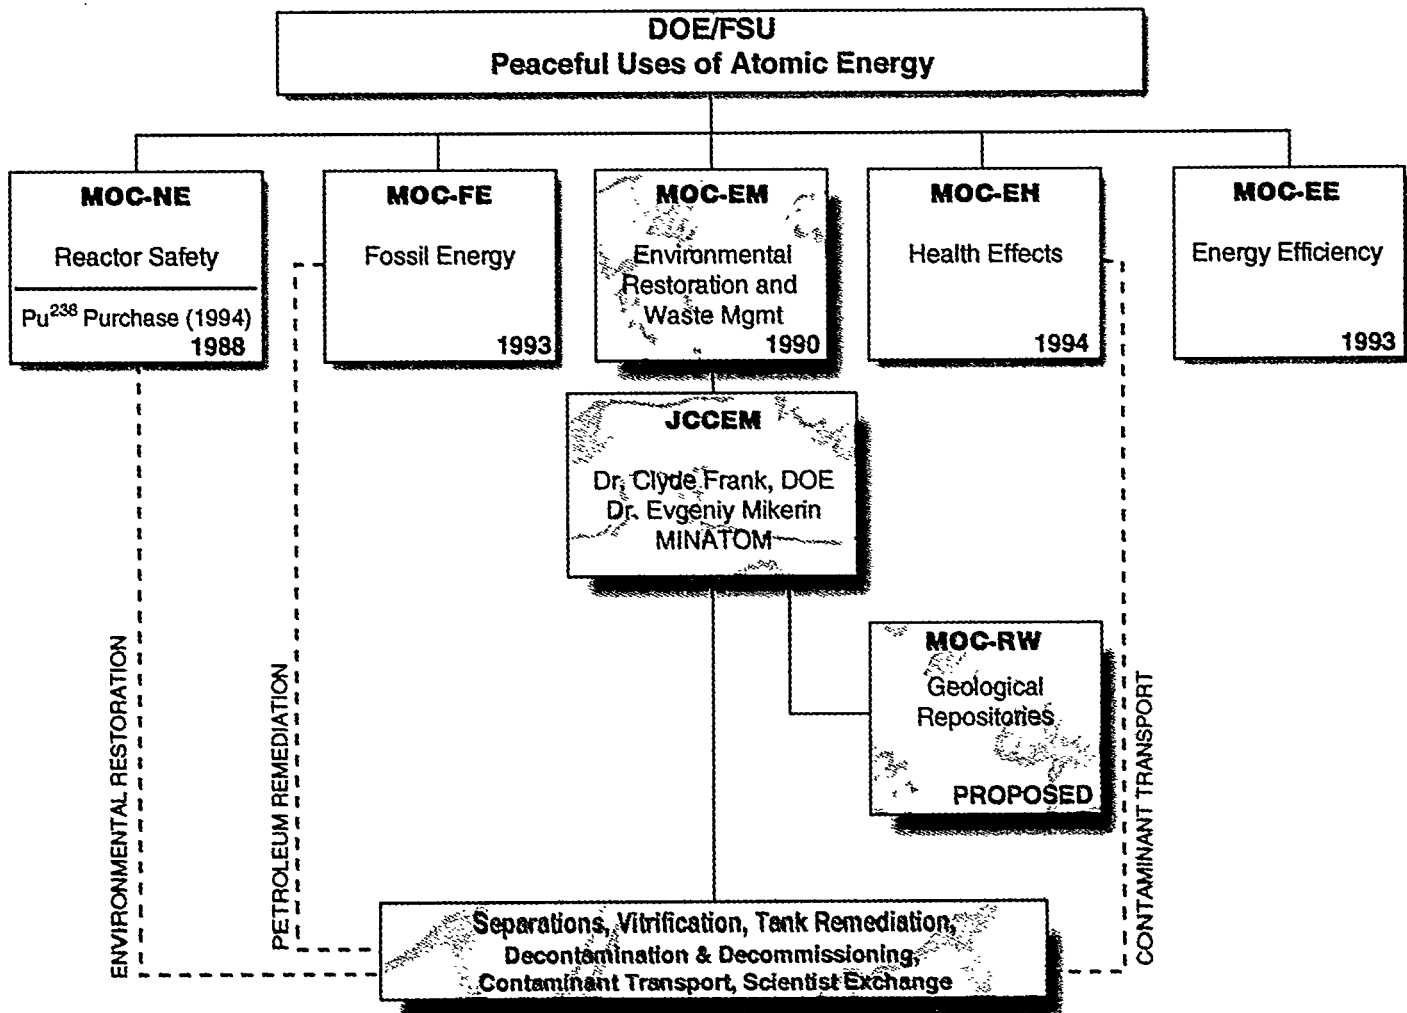 DOE/FSU
Peaceful Uses of Atomic Energy
MOC-NE
Reactor Safety
Pu²³⁸ Purchase (1994)
1988
MOC-FE
Fossil Energy
1993
MOC-EM
Environmental
Restoration and
Waste Mgmt
1990
MOC-EH
Health Effects
1994
MOC-EE
Energy Efficiency
1993
JCCEM
Dr. Clyde Frank, DOE
Dr. Evgeniy Mikerin
MINATOM
MOC-RW
Geological
Repositories
PROPOSED
ENVIRONMENTAL RESTORATION
PETROLEUM REMEDIATION
CONTAMINANT TRANSPORT
Separations, Vitrification, Tank Remediation,
Decontamination & Decommissioning,
Contaminant Transport, Scientist Exchange